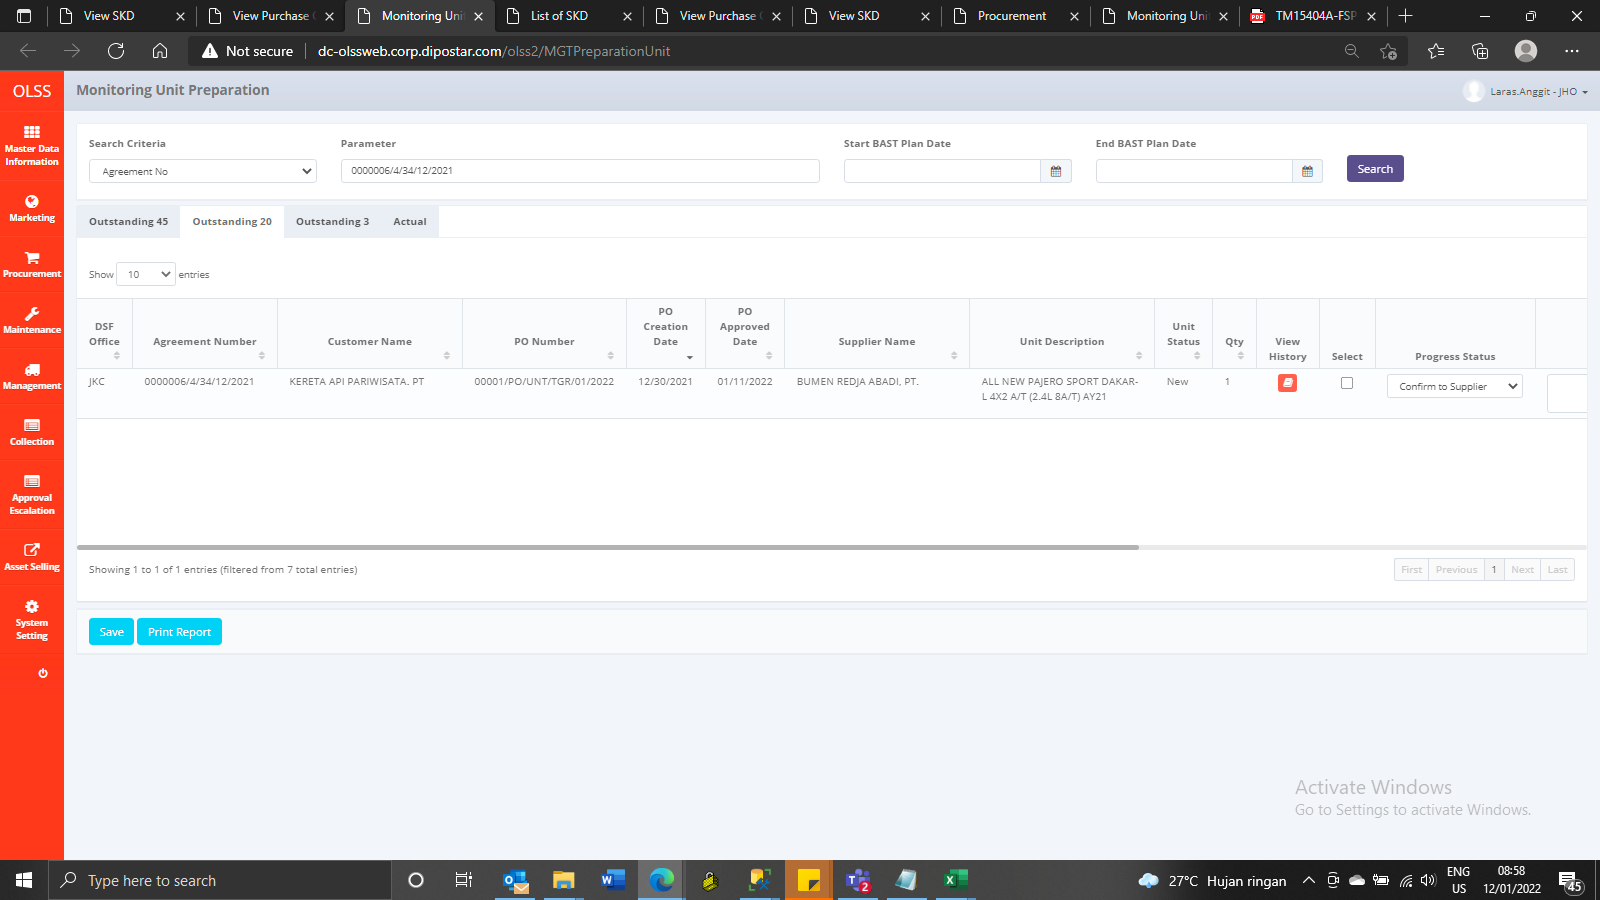 View SKD
View Purchase
Monitoring Uni
List of SKD
View Purchase
View SKD
Procurement
Monitoring Uni
PDF TM15404A-FSP
Not secure dc-olssweb.corp.dipostar.com/olss2/MGTPreparationUnit
OLSS
Monitoring Unit Preparation
Laras.Anggit - JHO
Master Data
Information
Marketing
Procurement
Maintenance
Management
Collection
Approval
Escalation
Asset Selling
System
Setting
Search Criteria Parameter Start BAST Plan Date End BAST Plan Date
Agreement No 0000006/4/34/12/2021 Search
Outstanding 45 Outstanding 20 Outstanding 3 Actual
Show 10 entries
DSF
Office
Agreement Number
Customer Name
PO Number
PO
Creation
Date
PO
Approved
Date
Supplier Name
Unit Description
Unit
Status
Qty
View
History
Select
Progress Status
JKC 0000006/4/34/12/2021 KERETA API PARIWISATA. PT 00001/PO/UNT/TGR/01/2022 12/30/2021 01/11/2022 BUMEN REDJA ABADI, PT. ALL NEW PAJERO SPORT DAKAR- New 1 Confirm to Supplier
L 4X2 A/T (2.4L 8A/T) AY21
Showing 1 to 1 of 1 entries (filtered from 7 total entries)
First Previous 1 Next Last
Save Print Report
Activate Windows
Go to Settings to activate Windows.
Type here to search
2
27°C Hujan ringan
ENG
US
08:58
12/01/2022
45